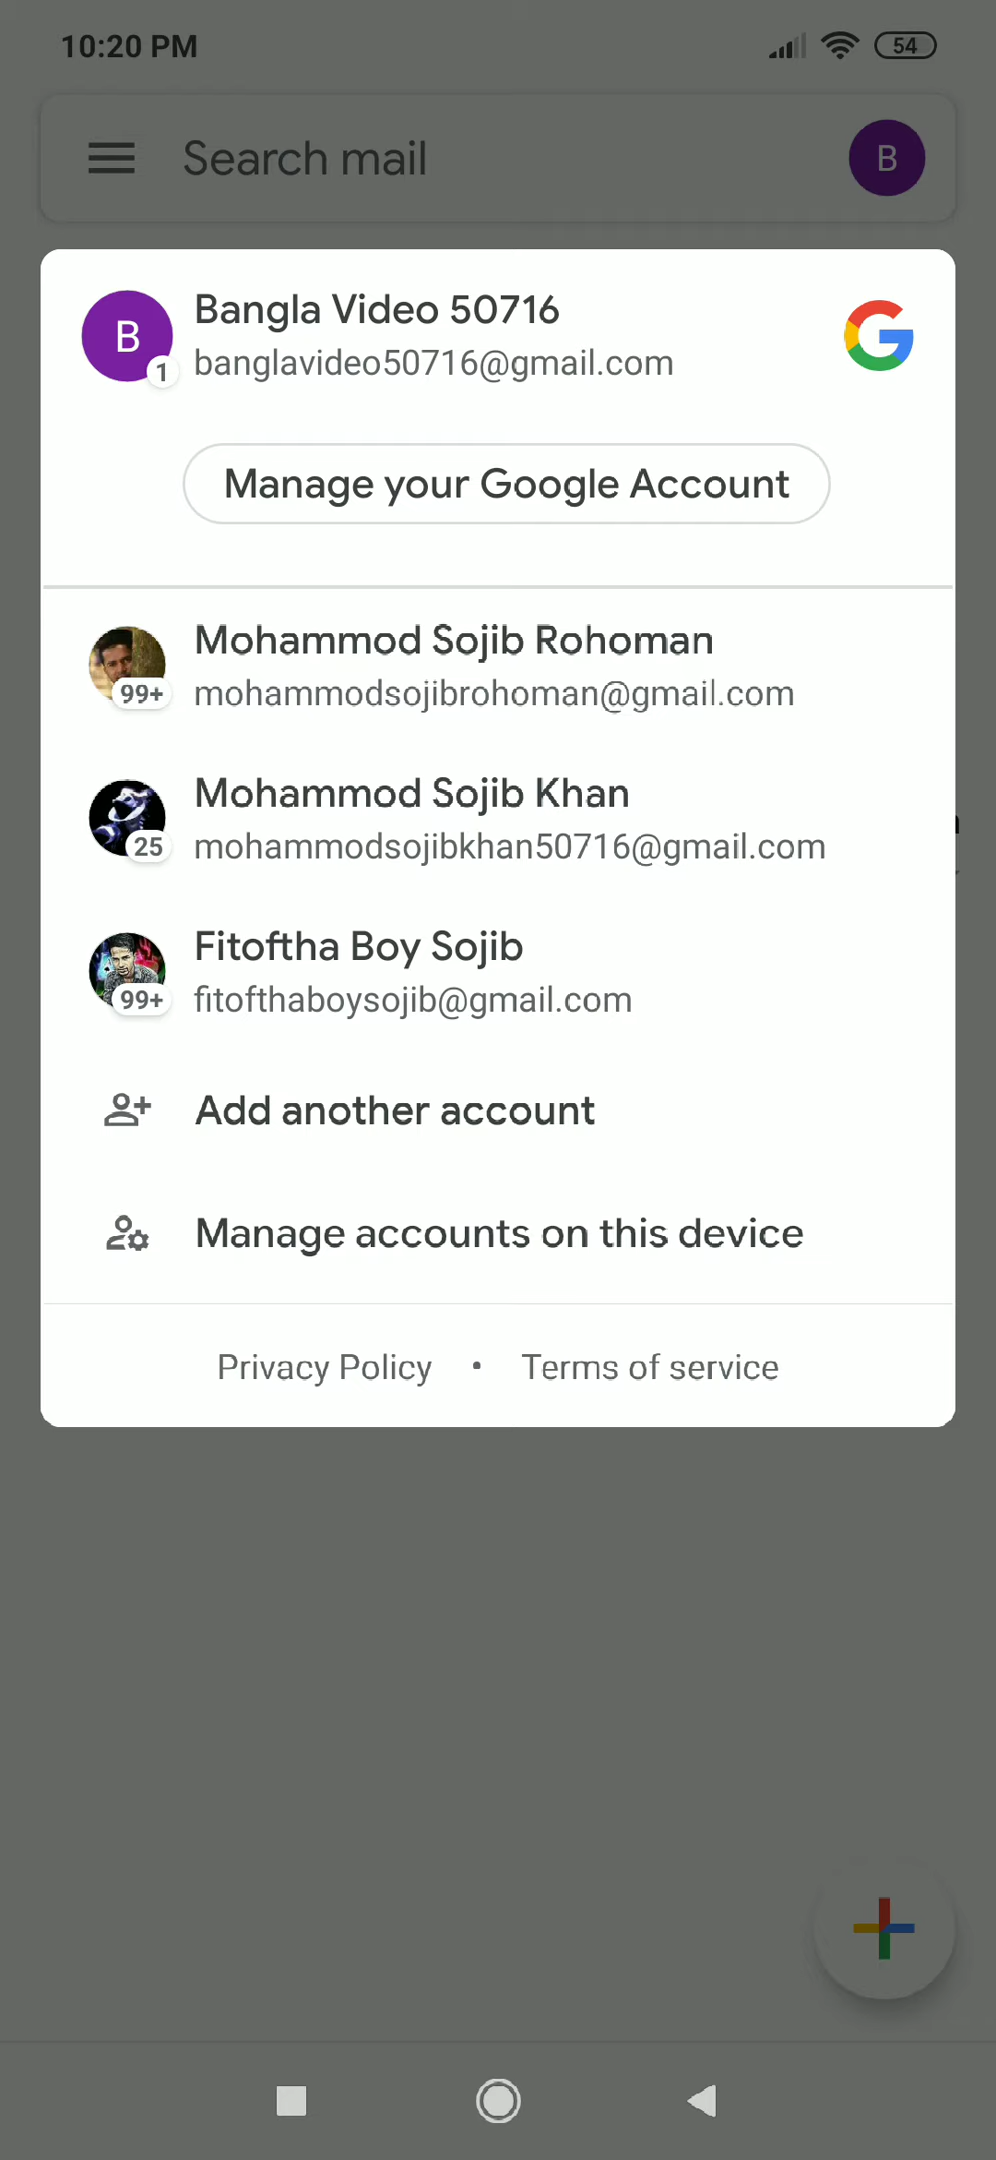 10:20 PM
54
Search mail
B
B
1
Bangla Video 50716
banglavideo50716@gmail.com
Manage your Google Account
Mohammod Sojib Rohoman
99+
mohammodsojibrohoman@gmail.com
Mohammod Sojib Khan
25
mohammodsojibkhan50716@gmail.com
Fitoftha Boy Sojib
99+
fitofthaboysojib@gmail.com
Add another account
Manage accounts on this device
Privacy Policy • Terms of service